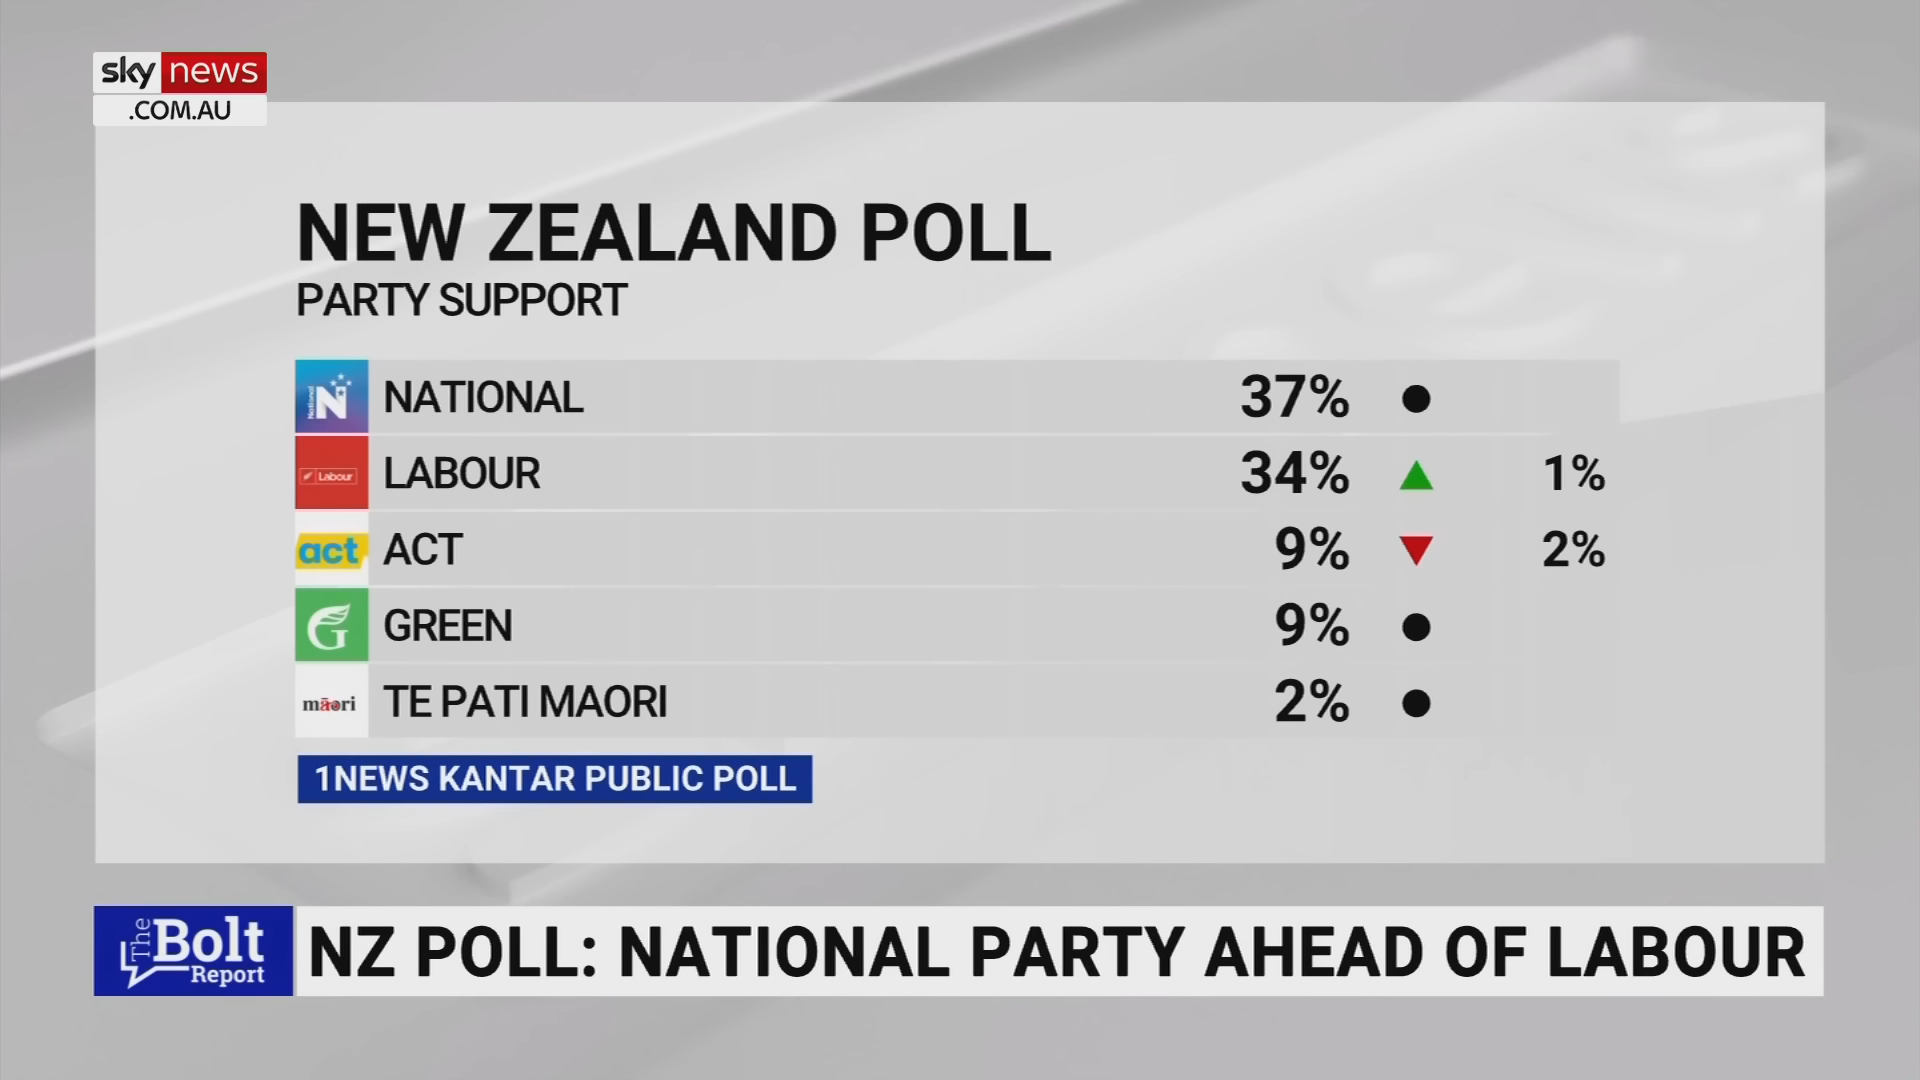 sky news
.COM.AU
NEW ZEALAND POLL
PARTY SUPPORT
National N NATIONAL 37%
Labour LABOUR 34% 1%
act ACT 9% 2%
G GREEN 9%
māori TE PATI MAORI 2%
1NEWS KANTAR PUBLIC POLL
The Bolt Report
NZ POLL: NATIONAL PARTY AHEAD OF LABOUR